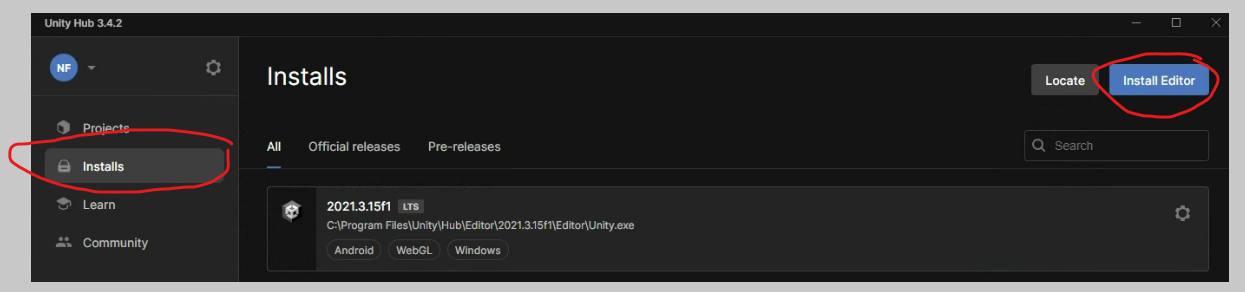 Unity Hub 3.4.2
NF
Installs
Locate
Install Editor
Projects
Installs
Learn
Community
All Official releases Pre-releases
Search
2021.3.15f1 LTS
C:\Program Files\Unity\Hub\Editor\2021.3.15f1\Editor\Unity.exe
Android WebGL Windows